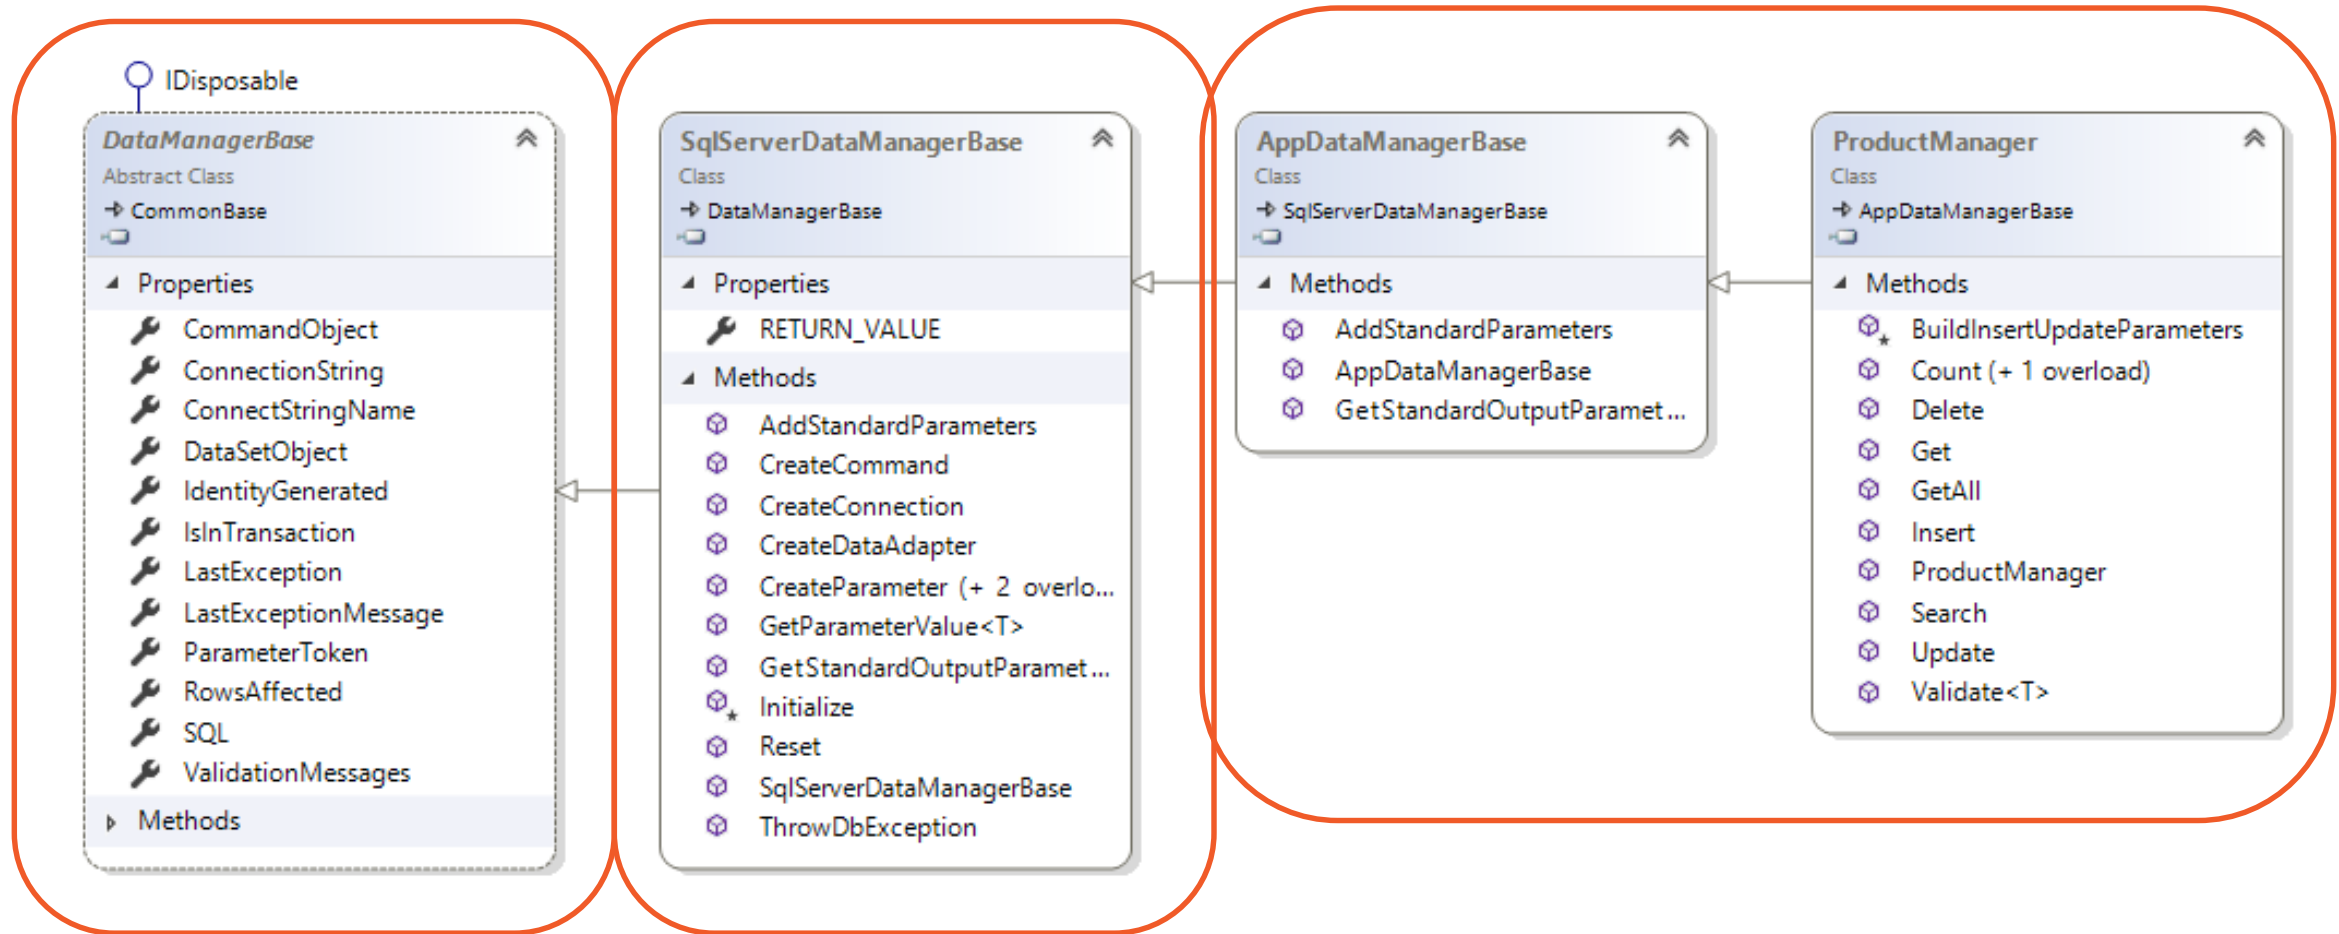 IDisposable
DataManagerBase
Abstract Class
CommonBase
Properties
CommandObject
ConnectionString
ConnectStringName
DataSetObject
IdentityGenerated
IsInTransaction
LastException
LastExceptionMessage
ParameterToken
RowsAffected
SQL
ValidationMessages
Methods
SqlServerDataManagerBase
Class
DataManagerBase
Properties
RETURN_VALUE
Methods
AddStandardParameters
CreateCommand
CreateConnection
CreateDataAdapter
CreateParameter (+ 2 overlo...
GetParameterValue<T>
GetStandardOutputParamet...
Initialize
Reset
SqlServerDataManagerBase
ThrowDbException
AppDataManagerBase
Class
SqlServerDataManagerBase
Methods
AddStandardParameters
AppDataManagerBase
GetStandardOutputParamet...
ProductManager
Class
AppDataManagerBase
Methods
BuildInsertUpdateParameters
Count (+ 1 overload)
Delete
Get
GetAll
Insert
ProductManager
Search
Update
Validate<T>